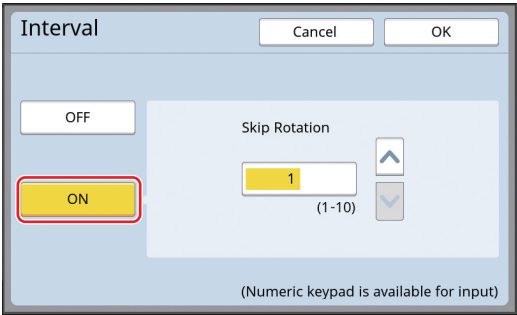 Interval
Cancel
OK
OFF
ON
Skip Rotation
1
(1-10)
(Numeric keypad is available for input)